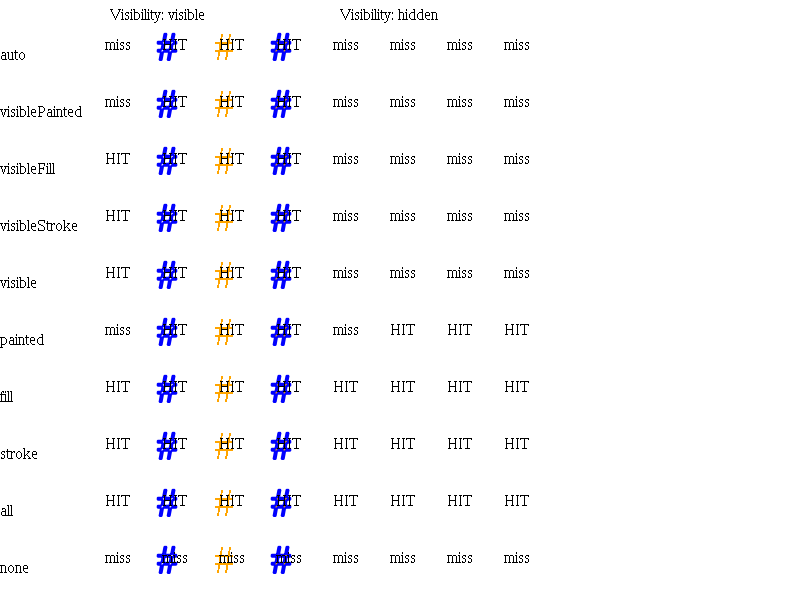 Visibility: visible Visibility: hidden
auto miss # HIT # HIT # HIT miss miss miss miss
visiblePainted miss # HIT # HIT # HIT miss miss miss miss
visibleFill HIT # HIT # HIT # HIT miss miss miss miss
visibleStroke HIT # HIT # HIT # HIT miss miss miss miss
visible HIT # HIT # HIT # HIT miss miss miss miss
painted miss # HIT # HIT # HIT miss HIT HIT HIT
fill HIT # HIT # HIT # HIT HIT HIT HIT HIT
stroke HIT # HIT # HIT # HIT HIT HIT HIT HIT
all HIT # HIT # HIT # HIT HIT HIT HIT HIT
none miss # miss # miss # miss miss miss miss miss